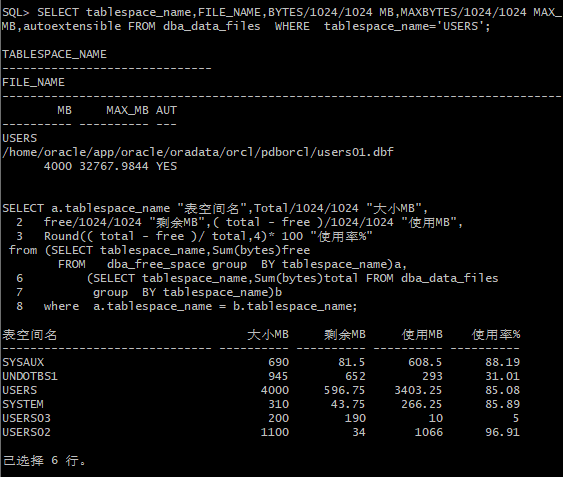 SQL> SELECT tablespace_name,FILE_NAME,BYTES/1024/1024 MB,MAXBYTES/1024/1024 MAX_
MB,autoextensible FROM dba_data_files  WHERE  tablespace_name='USERS';
TABLESPACE_NAME
------------------------------
FILE_NAME
--------------------------------------------------------------------------------
        MB     MAX_MB AUT
---------- ---------- ---
USERS
/home/oracle/app/oracle/oradata/orcl/pdborcl/users01.dbf
      4000 32767.9844 YES
SELECT a.tablespace_name "表空间名",Total/1024/1024 "大小MB",
  2   free/1024/1024 "剩余MB",( total - free )/1024/1024 "使用MB",
  3   Round(( total - free )/ total,4)* 100 "使用率%"
 from (SELECT tablespace_name,Sum(bytes)free
        FROM   dba_free_space group  BY tablespace_name)a,
  6         (SELECT tablespace_name,Sum(bytes)total FROM dba_data_files
  7          group  BY tablespace_name)b
  8   where  a.tablespace_name = b.tablespace_name;
表空间名                           大小MB     剩余MB     使用MB    使用率%
------------------------------ ---------- ---------- ---------- ----------
SYSAUX                                690       81.5      608.5      88.19
UNDOTBS1                              945        652        293      31.01
USERS                                4000     596.75    3403.25      85.08
SYSTEM                                310      43.75     266.25      85.89
USERS03                               200        190         10          5
USERS02                              1100         34       1066      96.91
已选择 6 行。